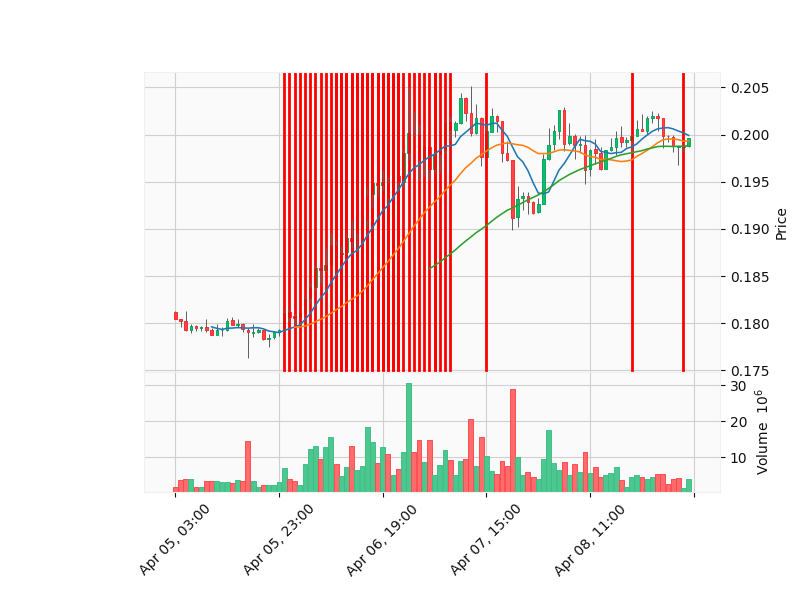 0.205
0.200
0.195
0.190
0.185
0.180
0.175
Price
30
20
10
Volume 10⁶
Apr 05, 03:00
Apr 05, 23:00
Apr 06, 19:00
Apr 07, 15:00
Apr 08, 11:00